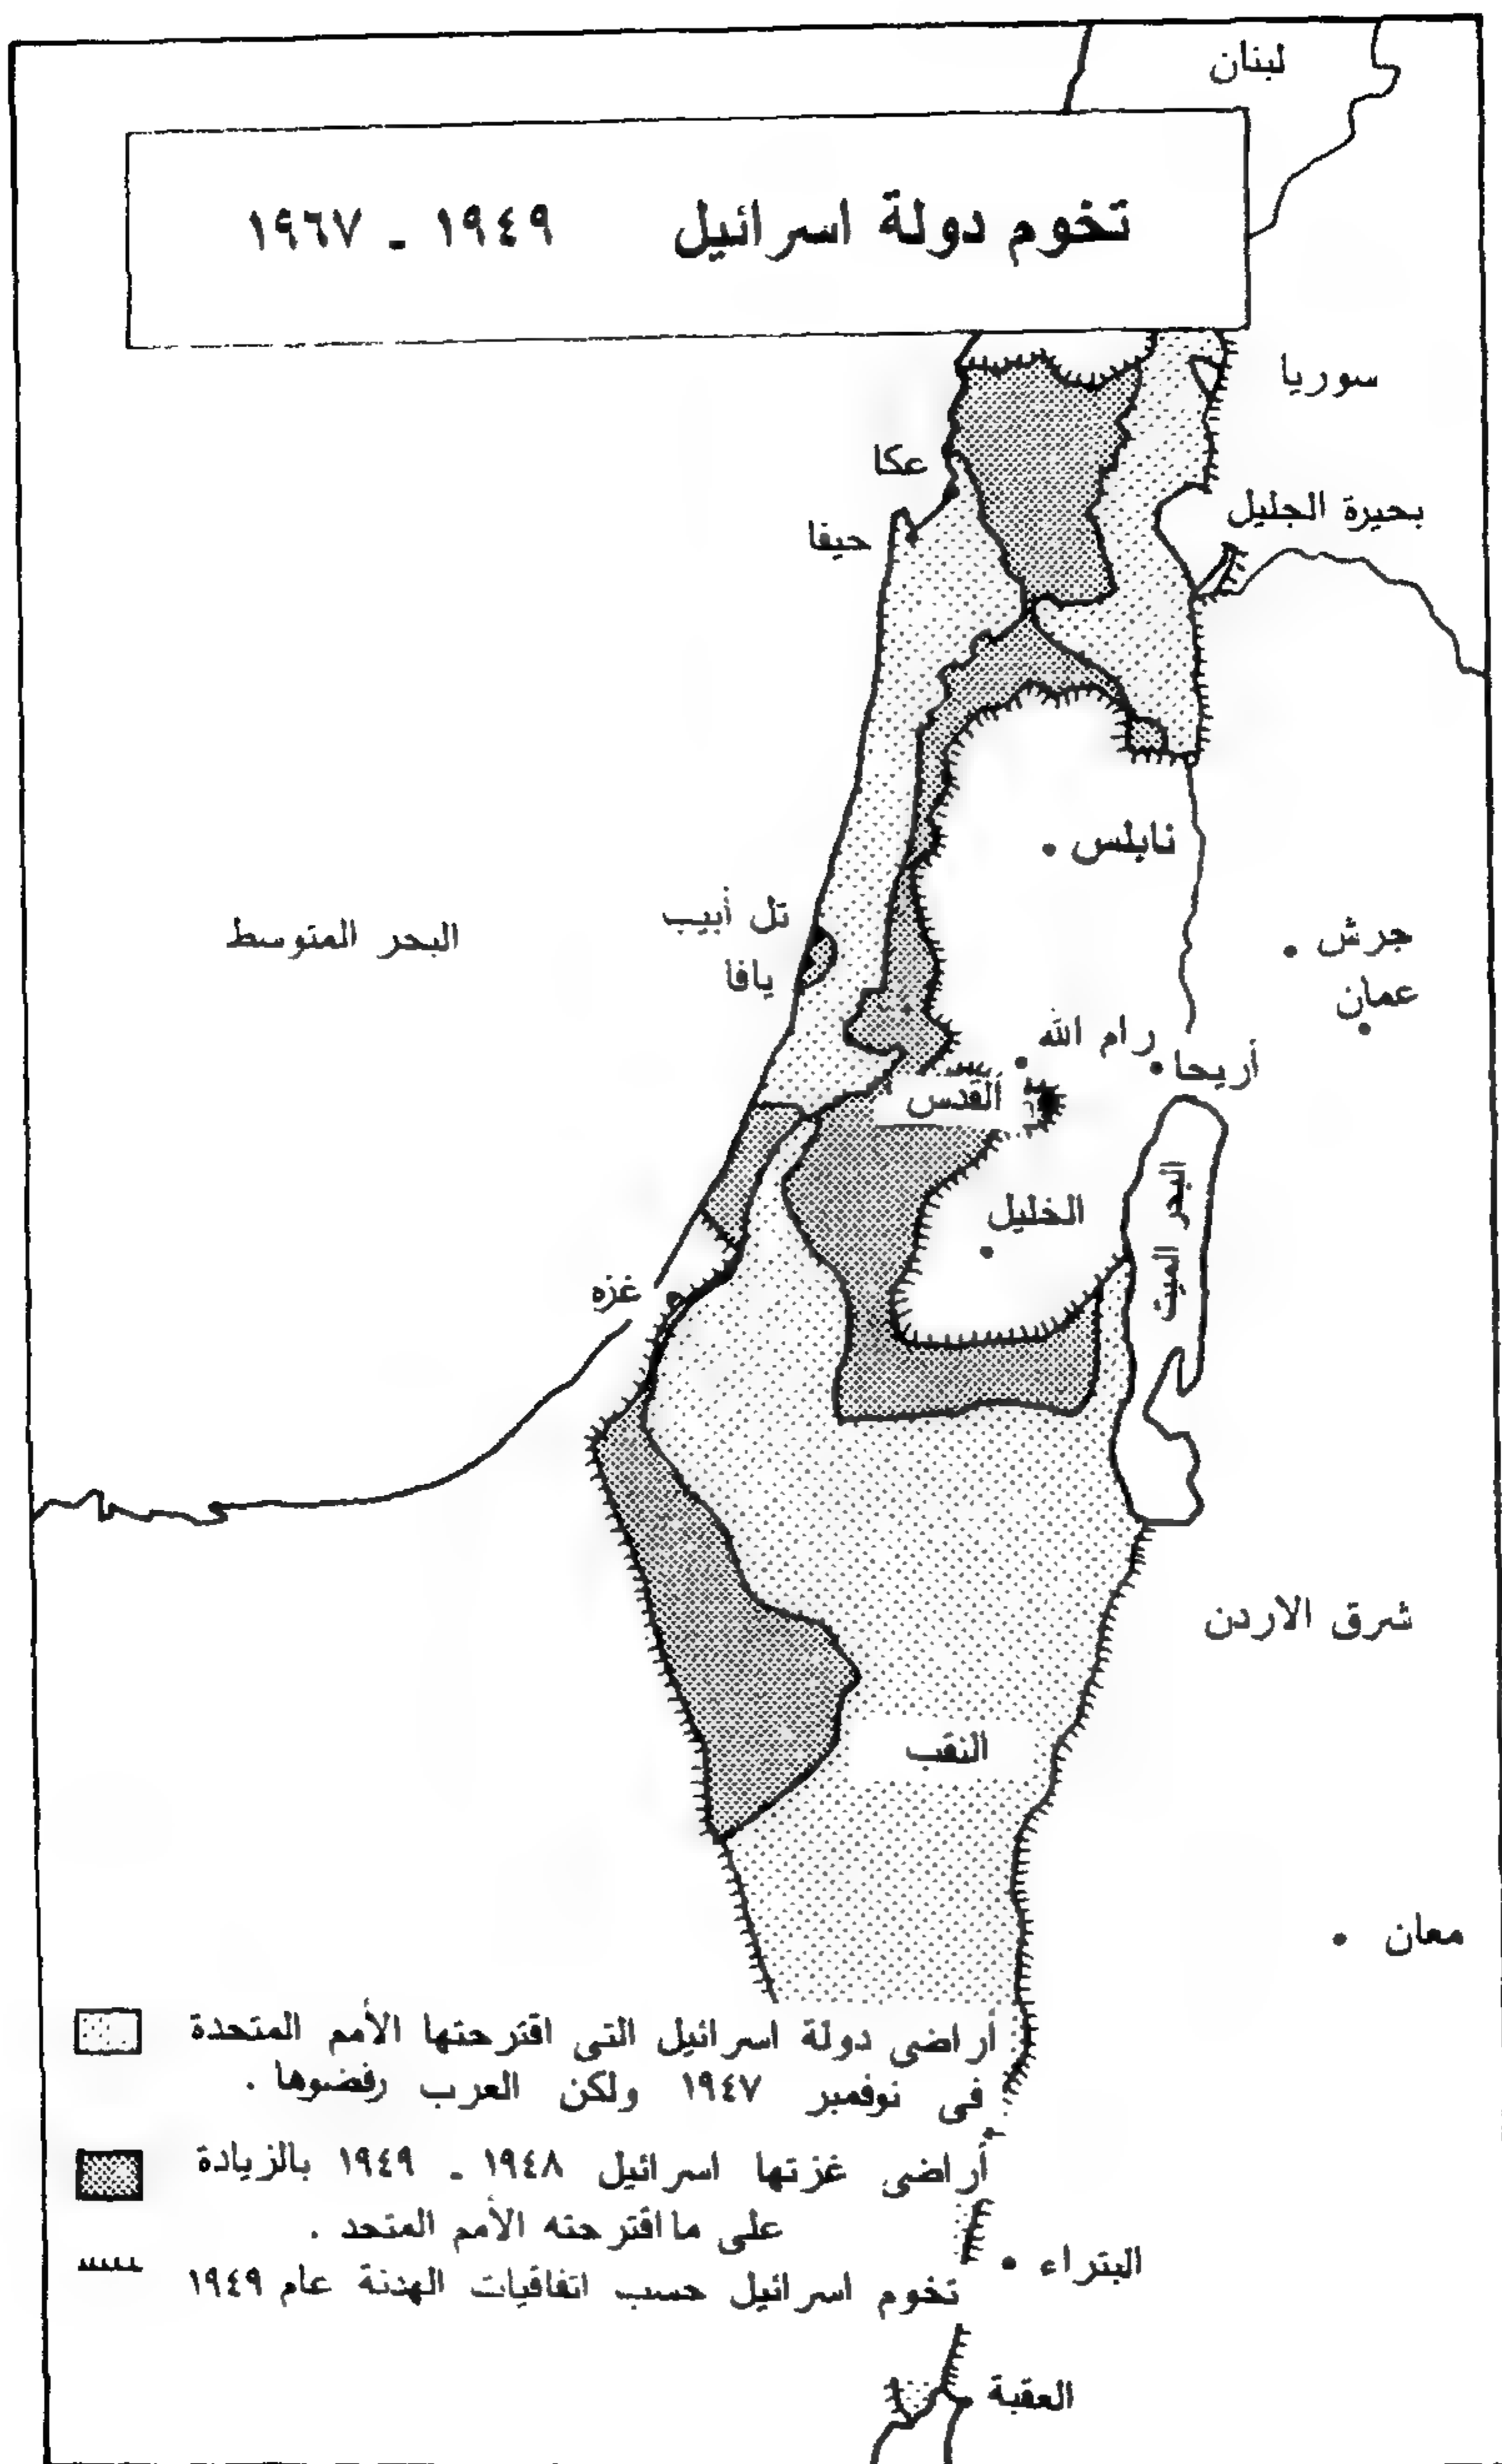 لبنان
تخوم دولة اسرائيل ١٩٤٩ - ١٩٦٧
سوريا
عكا
بحيرة الجليل
حيفا
نابلس
تل أبيب
جرش
البحر المتوسط
يافا
عمان
رام الله
أريحا
القدس
البحر الميت
الخليل
غزه
شرق الاردن
النقب
معان
أراضى دولة اسرائيل التى اقترحتها الأمم المتحدة
فى نوفمبر ١٩٤٧ ولكن العرب رفضوها .
أراضى غزتها اسرائيل ١٩٤٨ - ١٩٤٩ بالزيادة
على ما اقترحته الأمم المتحد .
البتراء
تخوم اسرائيل حسب اتفاقيات الهدنة عام ١٩٤٩
العقبة